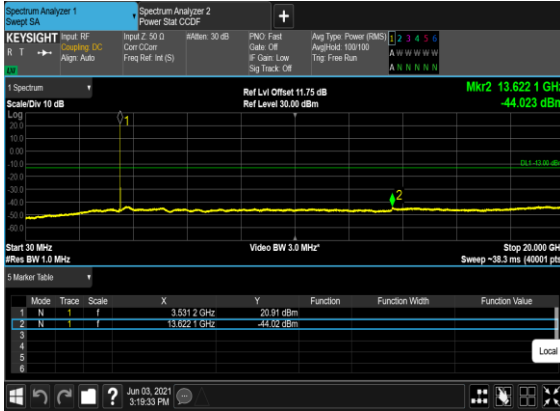 Spectrum Analyzer 1
Swept SA
Spectrum Analyzer 2
Power Stat CCDF
+
KEYSIGHT
R T
Input: RF
Coupling: DC
Align: Auto
Input Z: 50 Ω
Corr CCorr
Freq Ref: Int (S)
#Atten: 30 dB
PNO: Fast
Gate: Off
IF Gain: Low
Sig Track: Off
Avg Type: Power (RMS)
Avg|Hold: 100/100
Trig: Free Run
1 2 3 4 5 6
A W W W W W
A N N N N N
1 Spectrum
Scale/Div 10 dB
Ref Lvl Offset 11.75 dB
Ref Level 30.00 dBm
Mkr2 13.622 1 GHz
-44.023 dBm
Log
20.0
10.0
0.00
-10.0
-20.0
-30.0
-40.0
-50.0
-60.0
1
2
DL1 -13.00 dBm
Start 30 MHz
#Res BW 1.0 MHz
Video BW 3.0 MHz*
Stop 20.000 GHz
Sweep ~38.3 ms (40001 pts)
5 Marker Table
Mode Trace Scale X Y Function Function Width Function Value
1 N 1 f 3.531 2 GHz 20.91 dBm
2 N 1 f 13.622 1 GHz -44.02 dBm
3
4
5
6
Local
?
Jun 03, 2021
3:19:33 PM